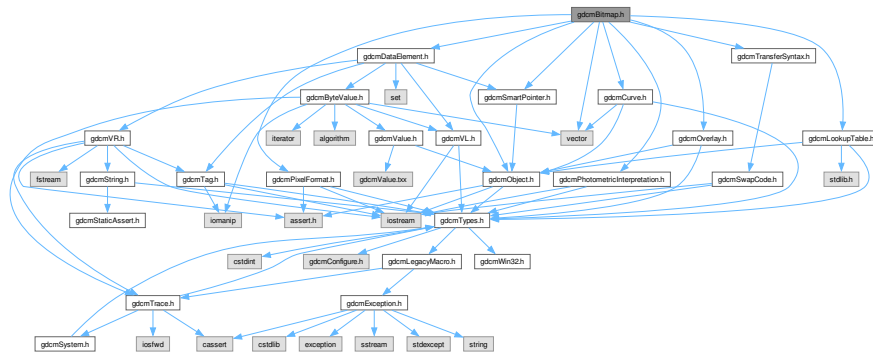 gdcmBitmap.h
gdcmDataElement.h
gdcmTransferSyntax.h
gdcmByteValue.h
set
gdcmSmartPointer.h
gdcmCurve.h
gdcmVR.h
iterator
algorithm
gdcmValue.h
gdcmVL.h
vector
gdcmOverlay.h
gdcmLookupTable.h
fstream
gdcmString.h
gdcmTag.h
gdcmPixelFormat.h
gdcmValue.txx
gdcmObject.h
gdcmPhotometricInterpretation.h
gdcmSwapCode.h
stdlib.h
gdcmStaticAssert.h
iomanip
assert.h
iostream
gdcmTypes.h
cstdint
gdcmConfigure.h
gdcmLegacyMacro.h
gdcmWin32.h
gdcmTrace.h
gdcmException.h
gdcmSystem.h
iosfwd
cassert
cstdlib
exception
sstream
stdexcept
string